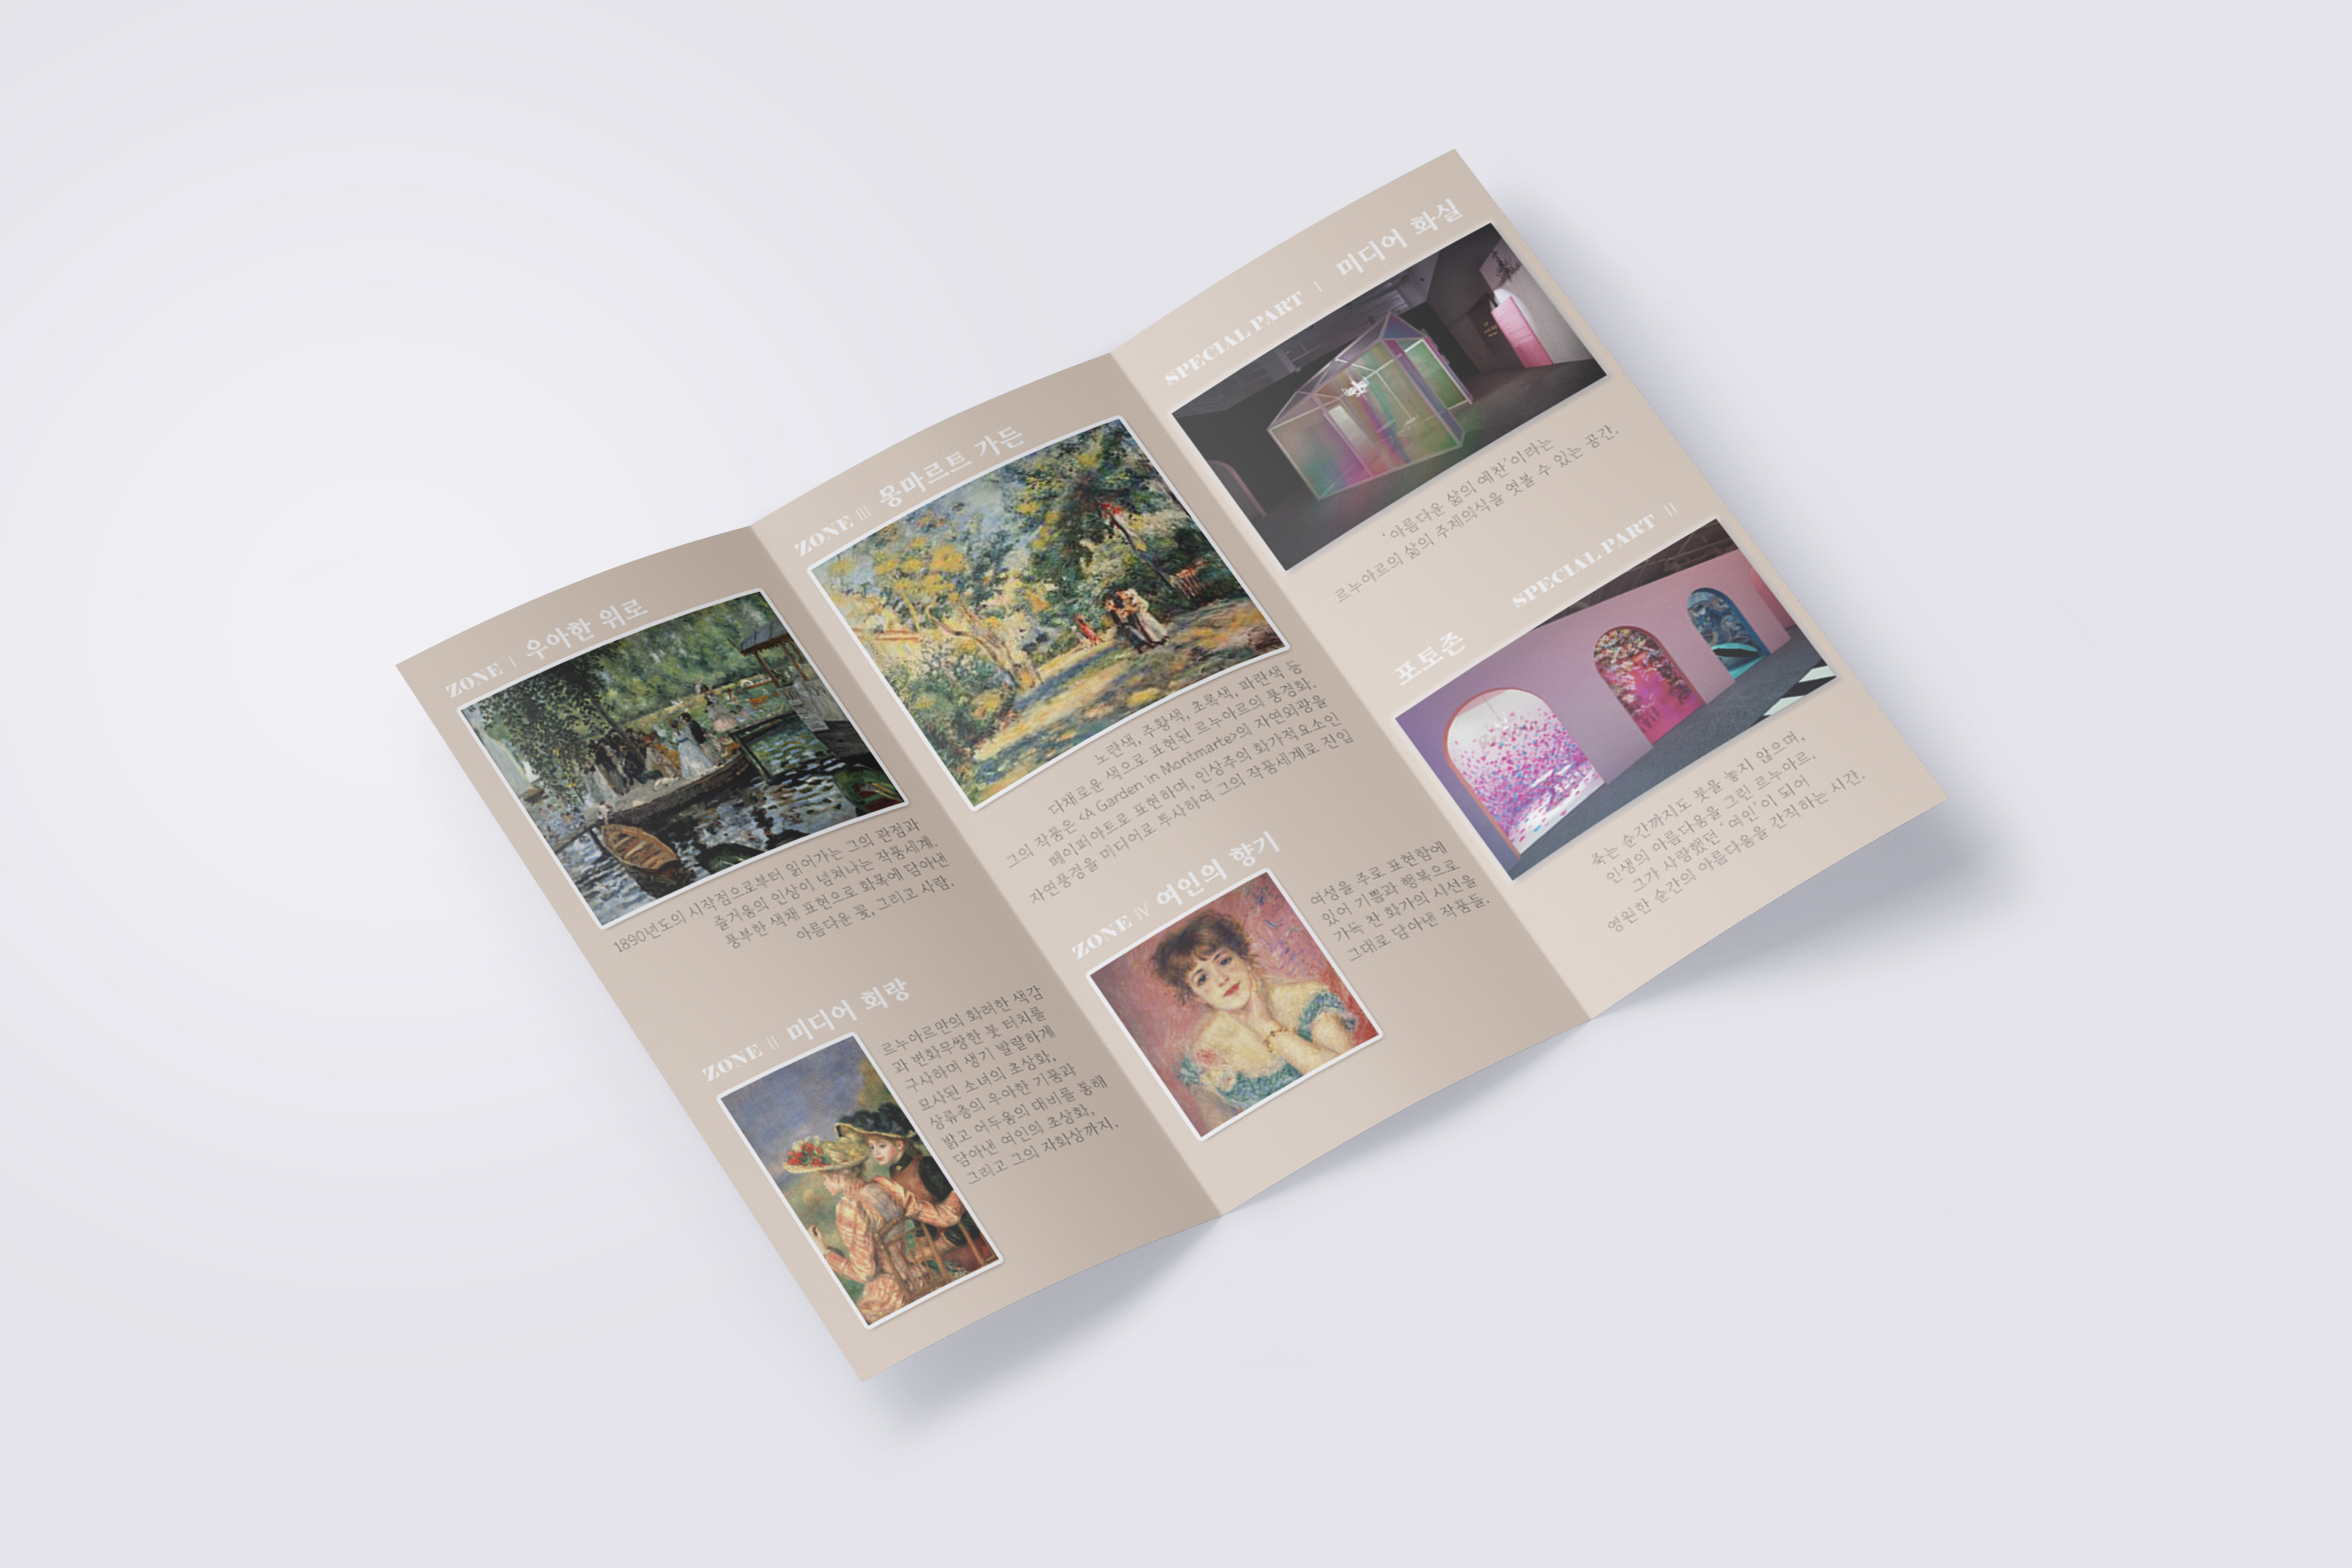 ZONE I 우아한 위로
1890년도의 시작점으로부터 읽어가는 그의 관점과
즐거움의 인상이 넘쳐나는 작품세계.
풍부한 색채 표현으로 화폭에 담아낸
아름다운 꽃, 그리고 사람.
ZONE II 미디어 회랑
르누아르만의 화려한 색감
과 변화무쌍한 붓 터치를
구사하며 생기 발랄하게
묘사된 소녀의 초상화,
상류층의 우아한 기품과
밝고 어두움의 대비를 통해
담아낸 여인의 초상화,
그리고 그의 자화상까지.
ZONE III 몽마르트 가든
노란색, 주황색, 초록색, 파란색 등
다채로운 색으로 표현된 르누아르의 풍경화.
그의 작품은 <A Garden in Montmarte>의 자연외광을
페이퍼아트로 표현하며, 인상주의 화가적요소인
자연풍경을 미디어로 투사하여 그의 작품세계로 진입
ZONE IV 여인의 향기
여성을 주로 표현함에
있어 기쁨과 행복으로
가득 찬 화가의 시선을
그대로 담아낸 작품들.
SPECIAL PART I 미디어 화실
'아름다운 삶의 예찬'이라는
르누아르의 삶의 주제의식을 엿볼 수 있는 공간.
SPECIAL PART II
포토존
죽는 순간까지도 붓을 놓지 않으며,
인생의 아름다움을 그린 르누아르.
그가 사랑했던 '여인'이 되어
영원한 순간의 아름다움을 간직하는 시간.